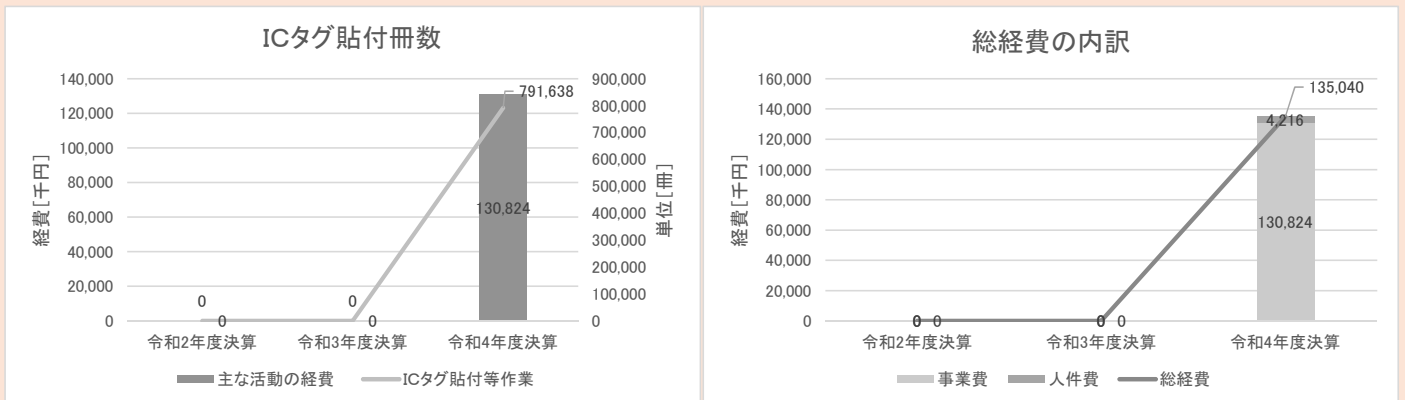 ICタグ貼付冊数
140,000
120,000
100,000
80,000
60,000
40,000
20,000
0
経費[千円]
900,000
800,000
700,000
600,000
500,000
400,000
300,000
200,000
100,000
0
単位[冊]
791,638
130,824
0
0
0
0
令和2年度決算
令和3年度決算
令和4年度決算
主な活動の経費
ICタグ貼付等作業
総経費の内訳
160,000
140,000
120,000
100,000
80,000
60,000
40,000
20,000
0
経費[千円]
135,040
4,216
130,824
0 0
0 0
令和2年度決算
令和3年度決算
令和4年度決算
事業費
人件費
総経費